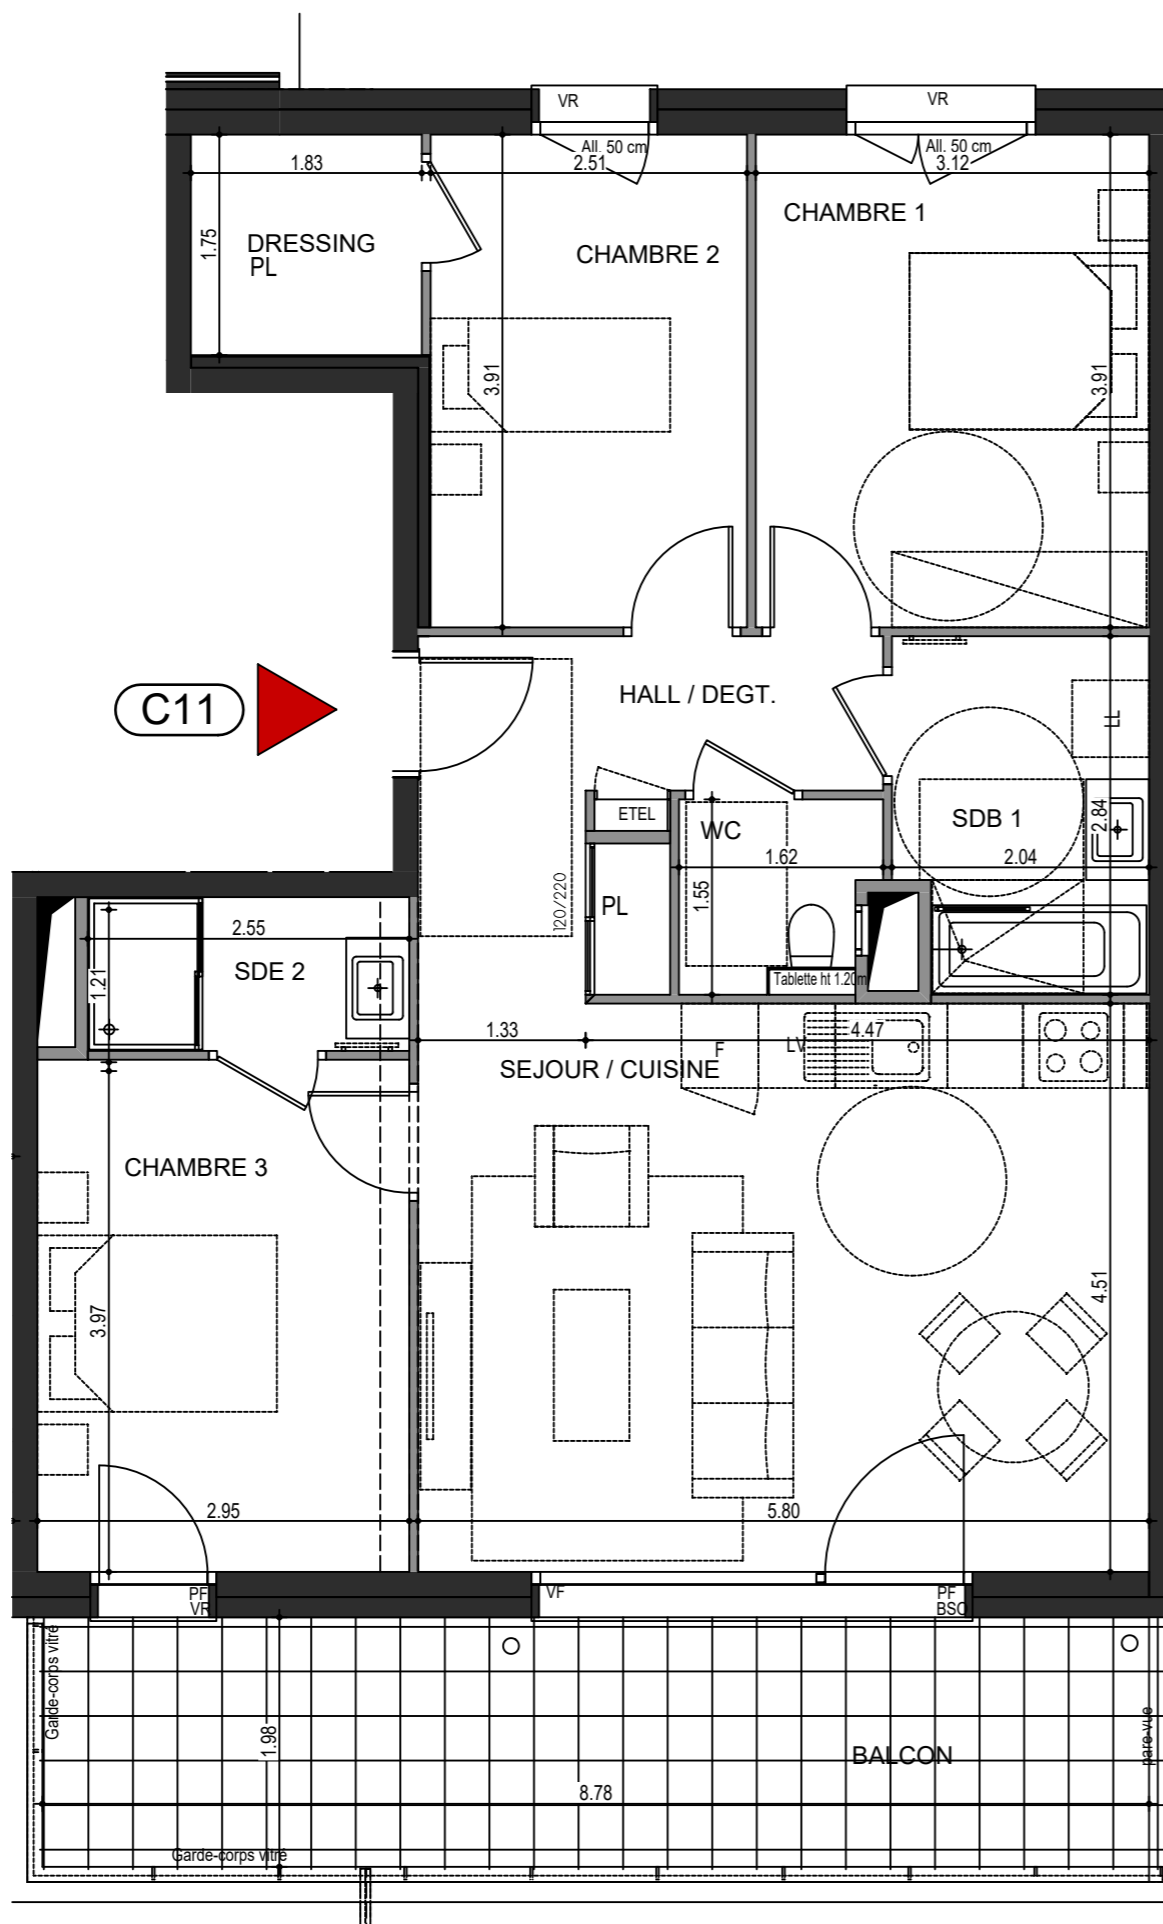 VR
VR
All. 50 cm
All. 50 cm
1.83
2.51
3.12
CHAMBRE 1
1.75
DRESSING
PL
CHAMBRE 2
3.91
3.91
C11
HALL / DEGT.
LL
ETEL
WC
SDB 1
2.84
1.62
2.04
1.55
PL
120/220
2.55
SDE 2
1.21
Tablette ht 1.20m
1.33
F
LV
4.47
SEJOUR / CUISINE
CHAMBRE 3
3.97
4.51
2.95
5.80
PF
VR
VF
PF
BSO
Garde-corps vitré
1.98
BALCON
pare-vue
8.78
Garde-corps vitré